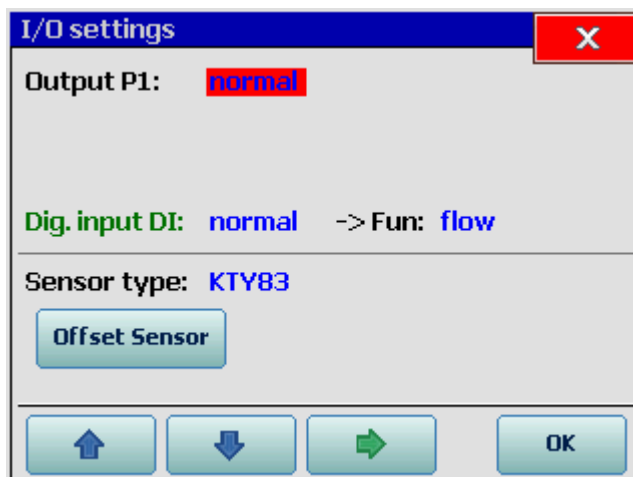 I/O settings X
Output P1: normal
Dig. input DI: normal -> Fun: flow
Sensor type: KTY83
Offset Sensor
OK